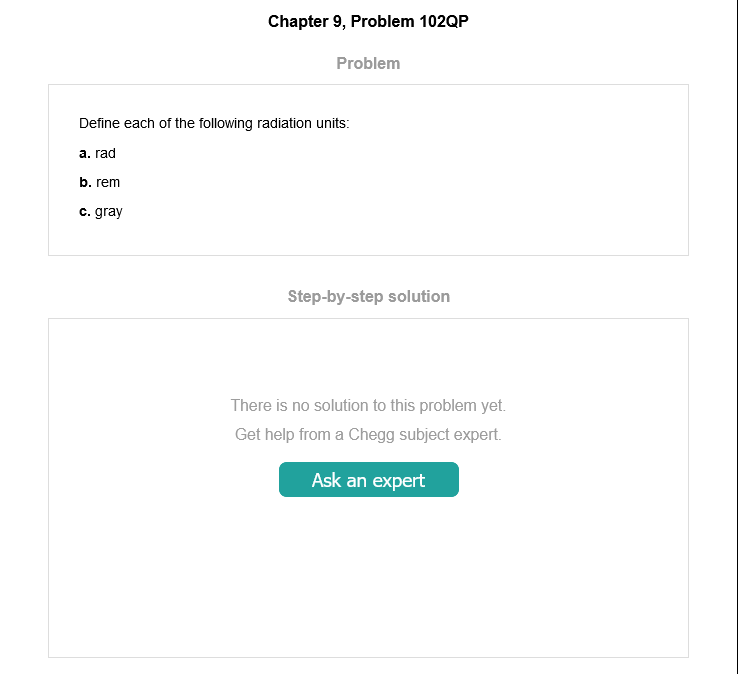 Chapter 9, Problem 102QP
Problem
Define each of the following radiation units:
a. rad
b. rem
c. gray
Step-by-step solution
There is no solution to this problem yet.
Get help from a Chegg subject expert.
Ask an expert